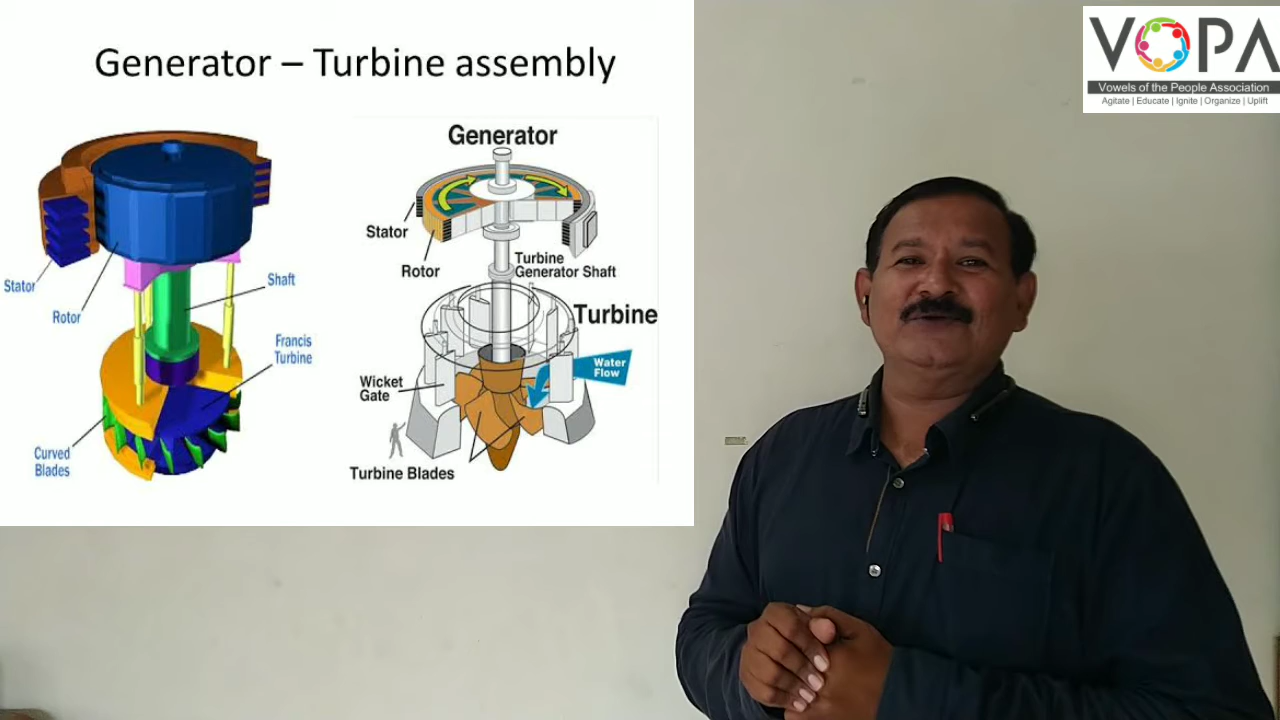 Generator – Turbine assembly
Stator
Rotor
Shaft
Francis
Turbine
Curved
Blades
Generator
Stator
Rotor
Turbine
Generator Shaft
Turbine
Water
Flow
Wicket
Gate
Turbine Blades
VOPA
Vowels of the People Association
Agitate | Educate | Ignite | Organize | Uplift